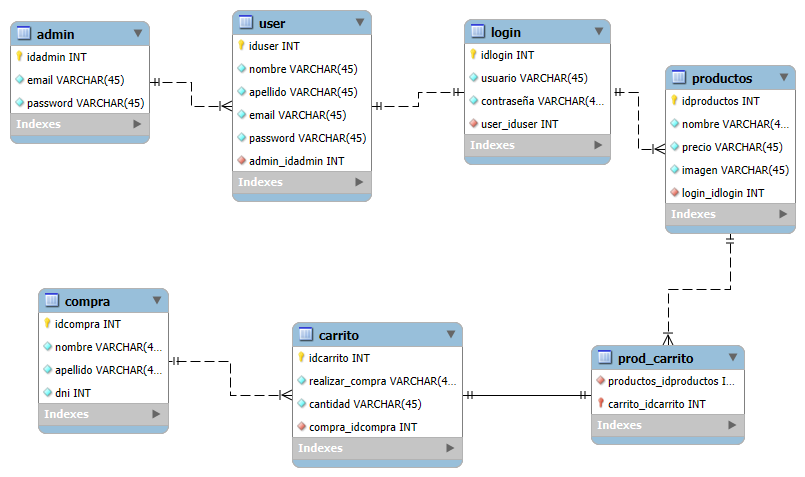 admin
idadmin INT
email VARCHAR(45)
password VARCHAR(45)
Indexes
user
iduser INT
nombre VARCHAR(45)
apellido VARCHAR(45)
email VARCHAR(45)
password VARCHAR(45)
admin_idadmin INT
Indexes
login
idlogin INT
usuario VARCHAR(45)
contraseña VARCHAR(4...
user_iduser INT
Indexes
productos
idproductos INT
nombre VARCHAR(4...
precio VARCHAR(45)
imagen VARCHAR(45)
login_idlogin INT
Indexes
compra
idcompra INT
nombre VARCHAR(4...
apellido VARCHAR(4...
dni INT
Indexes
carrito
idcarrito INT
realizar_compra VARCHAR(4...
cantidad VARCHAR(45)
compra_idcompra INT
Indexes
prod_carrito
productos_idproductos I...
carrito_idcarrito INT
Indexes